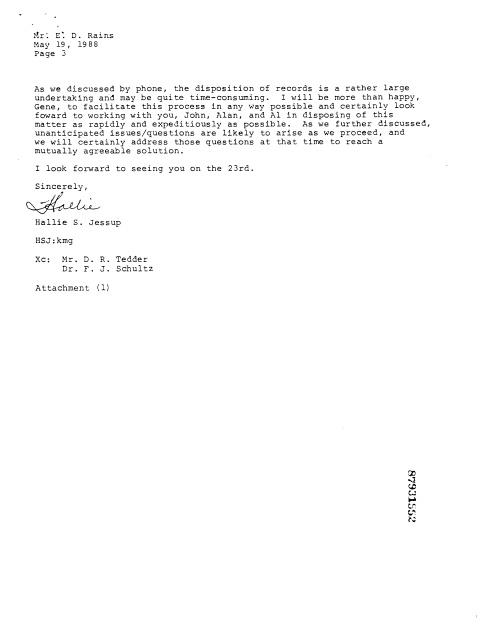 Mr. E. D. Rains
May 19, 1988
Page 3
As we discussed by phone, the disposition of records is a rather large
undertaking and may be quite time-consuming. I will be more than happy,
Gene, to facilitate this process in any way possible and certainly look
foward to working with you, John, Alan, and Al in disposing of this
matter as rapidly and expeditiously as possible. As we further discussed,
unanticipated issues/questions are likely to arise as we proceed, and
we will certainly address those questions at that time to reach a
mutually agreeable solution.
I look forward to seeing you on the 23rd.
Sincerely,
Hallie
Hallie S. Jessup
HSJ:kmg
Xc: Mr. D. R. Tedder
Dr. F. J. Schultz
Attachment (1)
87931552